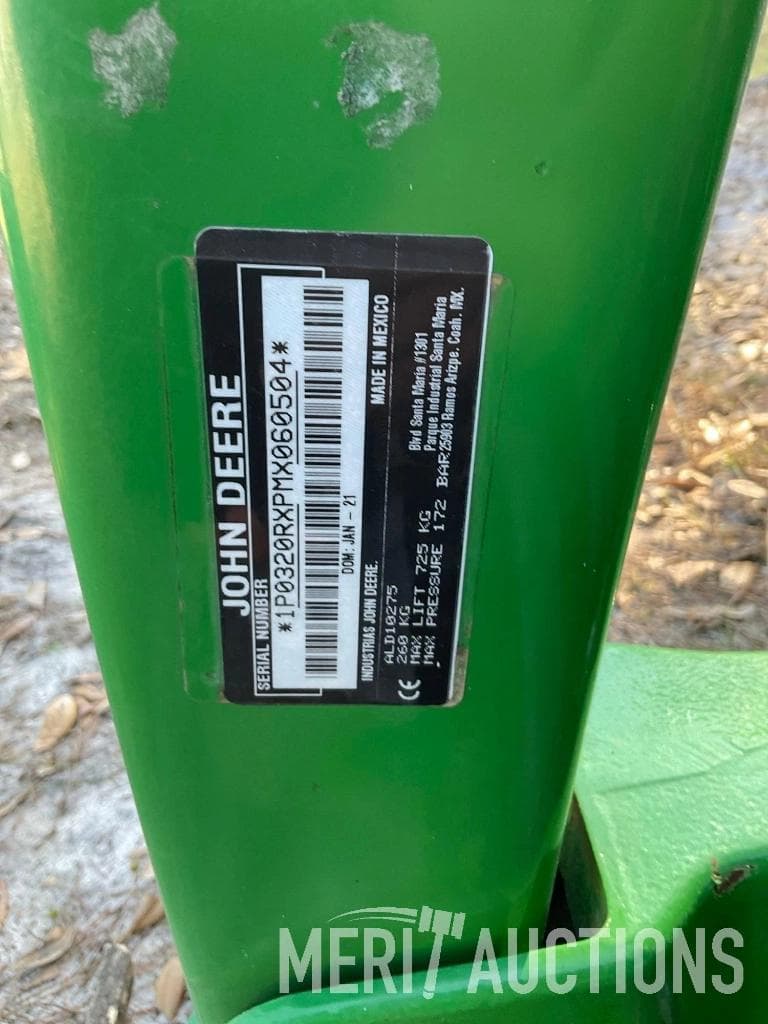 JOHN DEERE
SERIAL NUMBER
*1P0320RXPMX060504*
DOM: JAN - 21
INDUSTRIAS JOHN DEERE.
MADE IN MEXICO
ALD10275
260 KG
MAX LIFT 725 KG
MAX PRESSURE 172 BAR
Blvd Santa Maria #1301
Parque Industrial Santa Maria
25903 Ramos Arizpe. Coah. MX.
CE
MERIT AUCTIONS